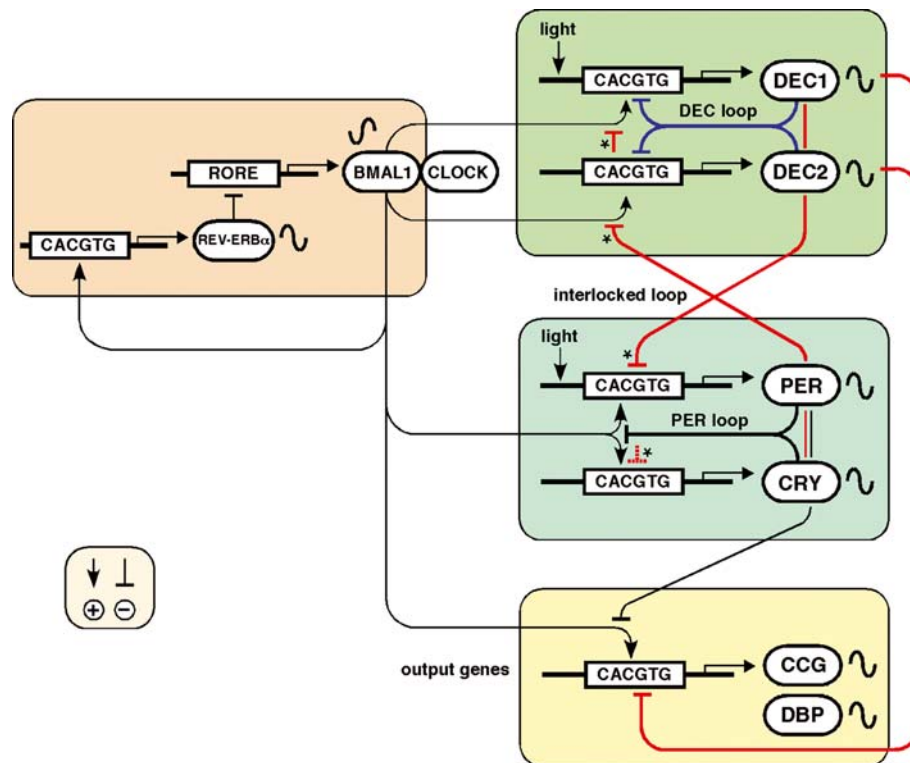 light
CACGTG
DEC1
DEC loop
*
RORE
BMAL1
CLOCK
CACGTG
DEC2
CACGTG
REV-ERBα
*
interlocked loop
light
*
CACGTG
PER
PER loop
*
CACGTG
CRY
+
−
output genes
CACGTG
CCG
DBP